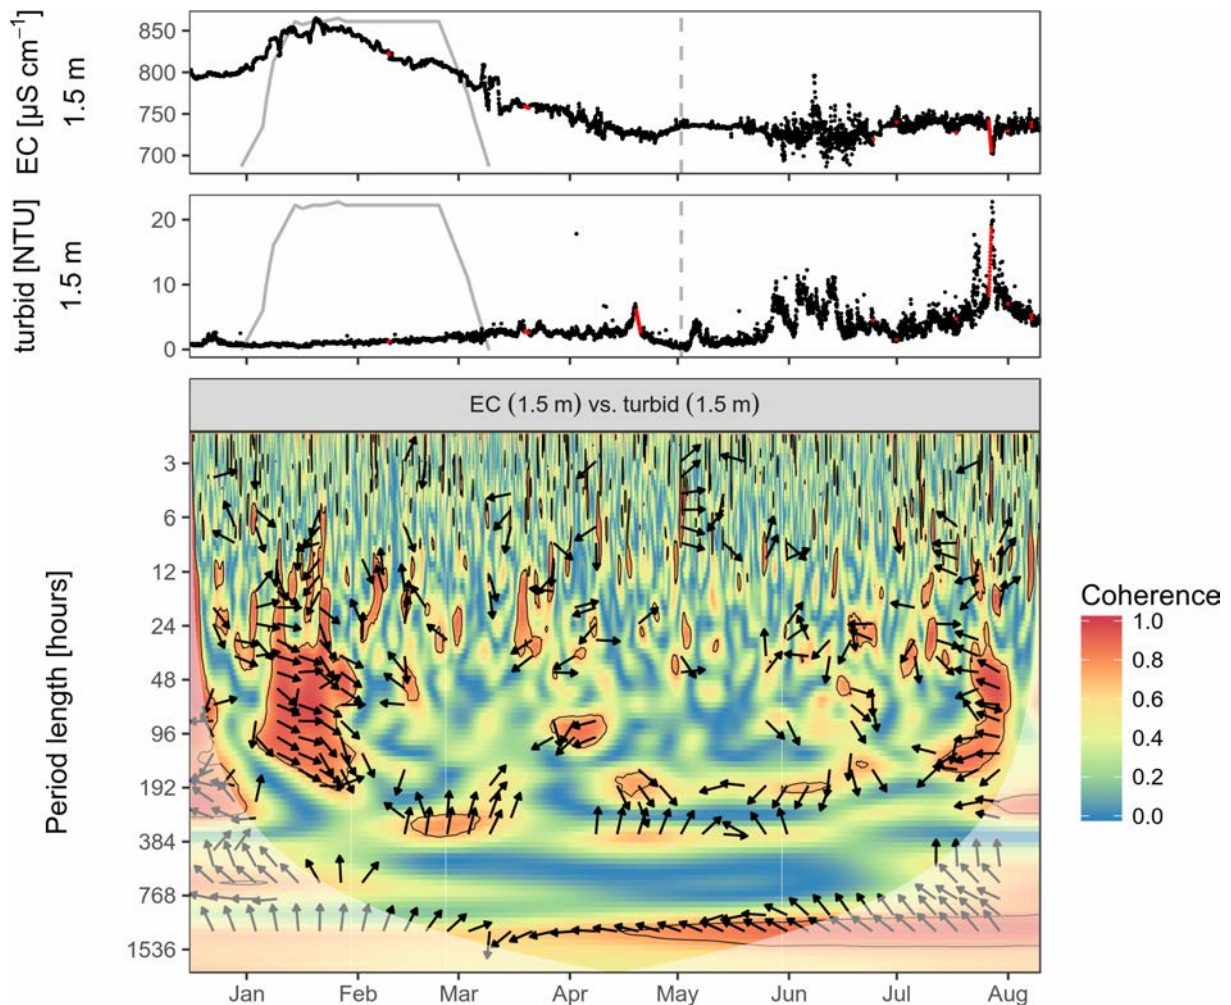 EC [µS cm⁻¹]
1.5 m
850
800
750
700
turbid [NTU]
1.5 m
20
10
0
EC (1.5 m) vs. turbid (1.5 m)
Period length [hours]
3
6
12
24
48
96
192
384
768
1536
Jan Feb Mar Apr May Jun Jul Aug
Coherence
1.0
0.8
0.6
0.4
0.2
0.0